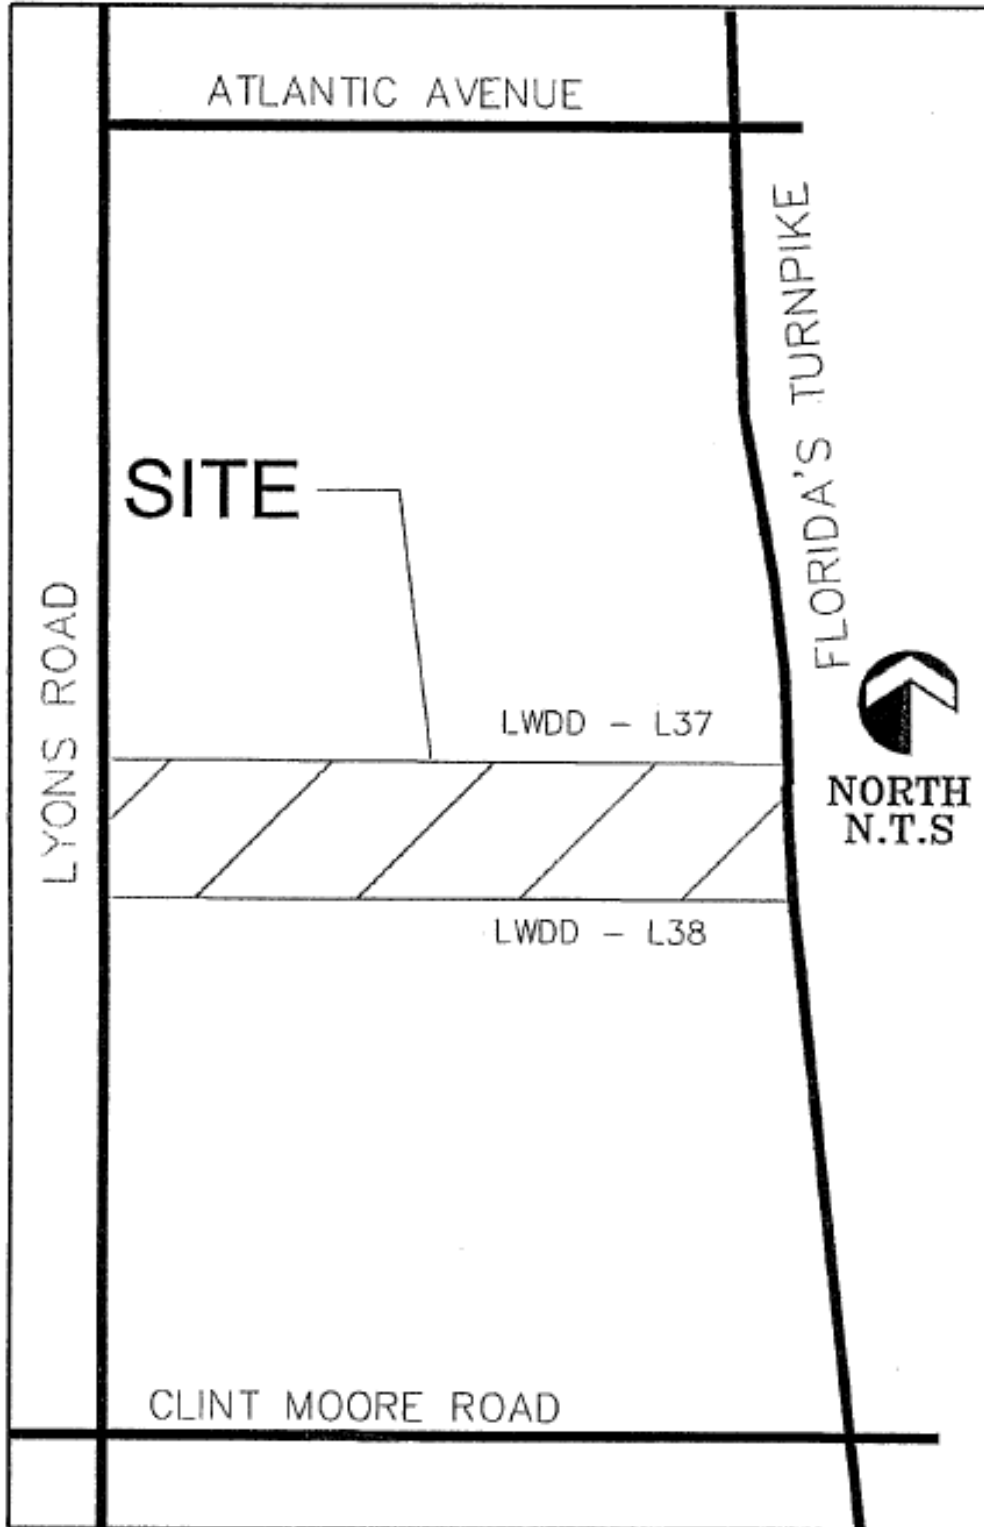 ATLANTIC AVENUE
FLORIDA'S TURNPIKE
SITE
LYONS ROAD
LWDD - L37
NORTH
N.T.S
LWDD - L38
CLINT MOORE ROAD